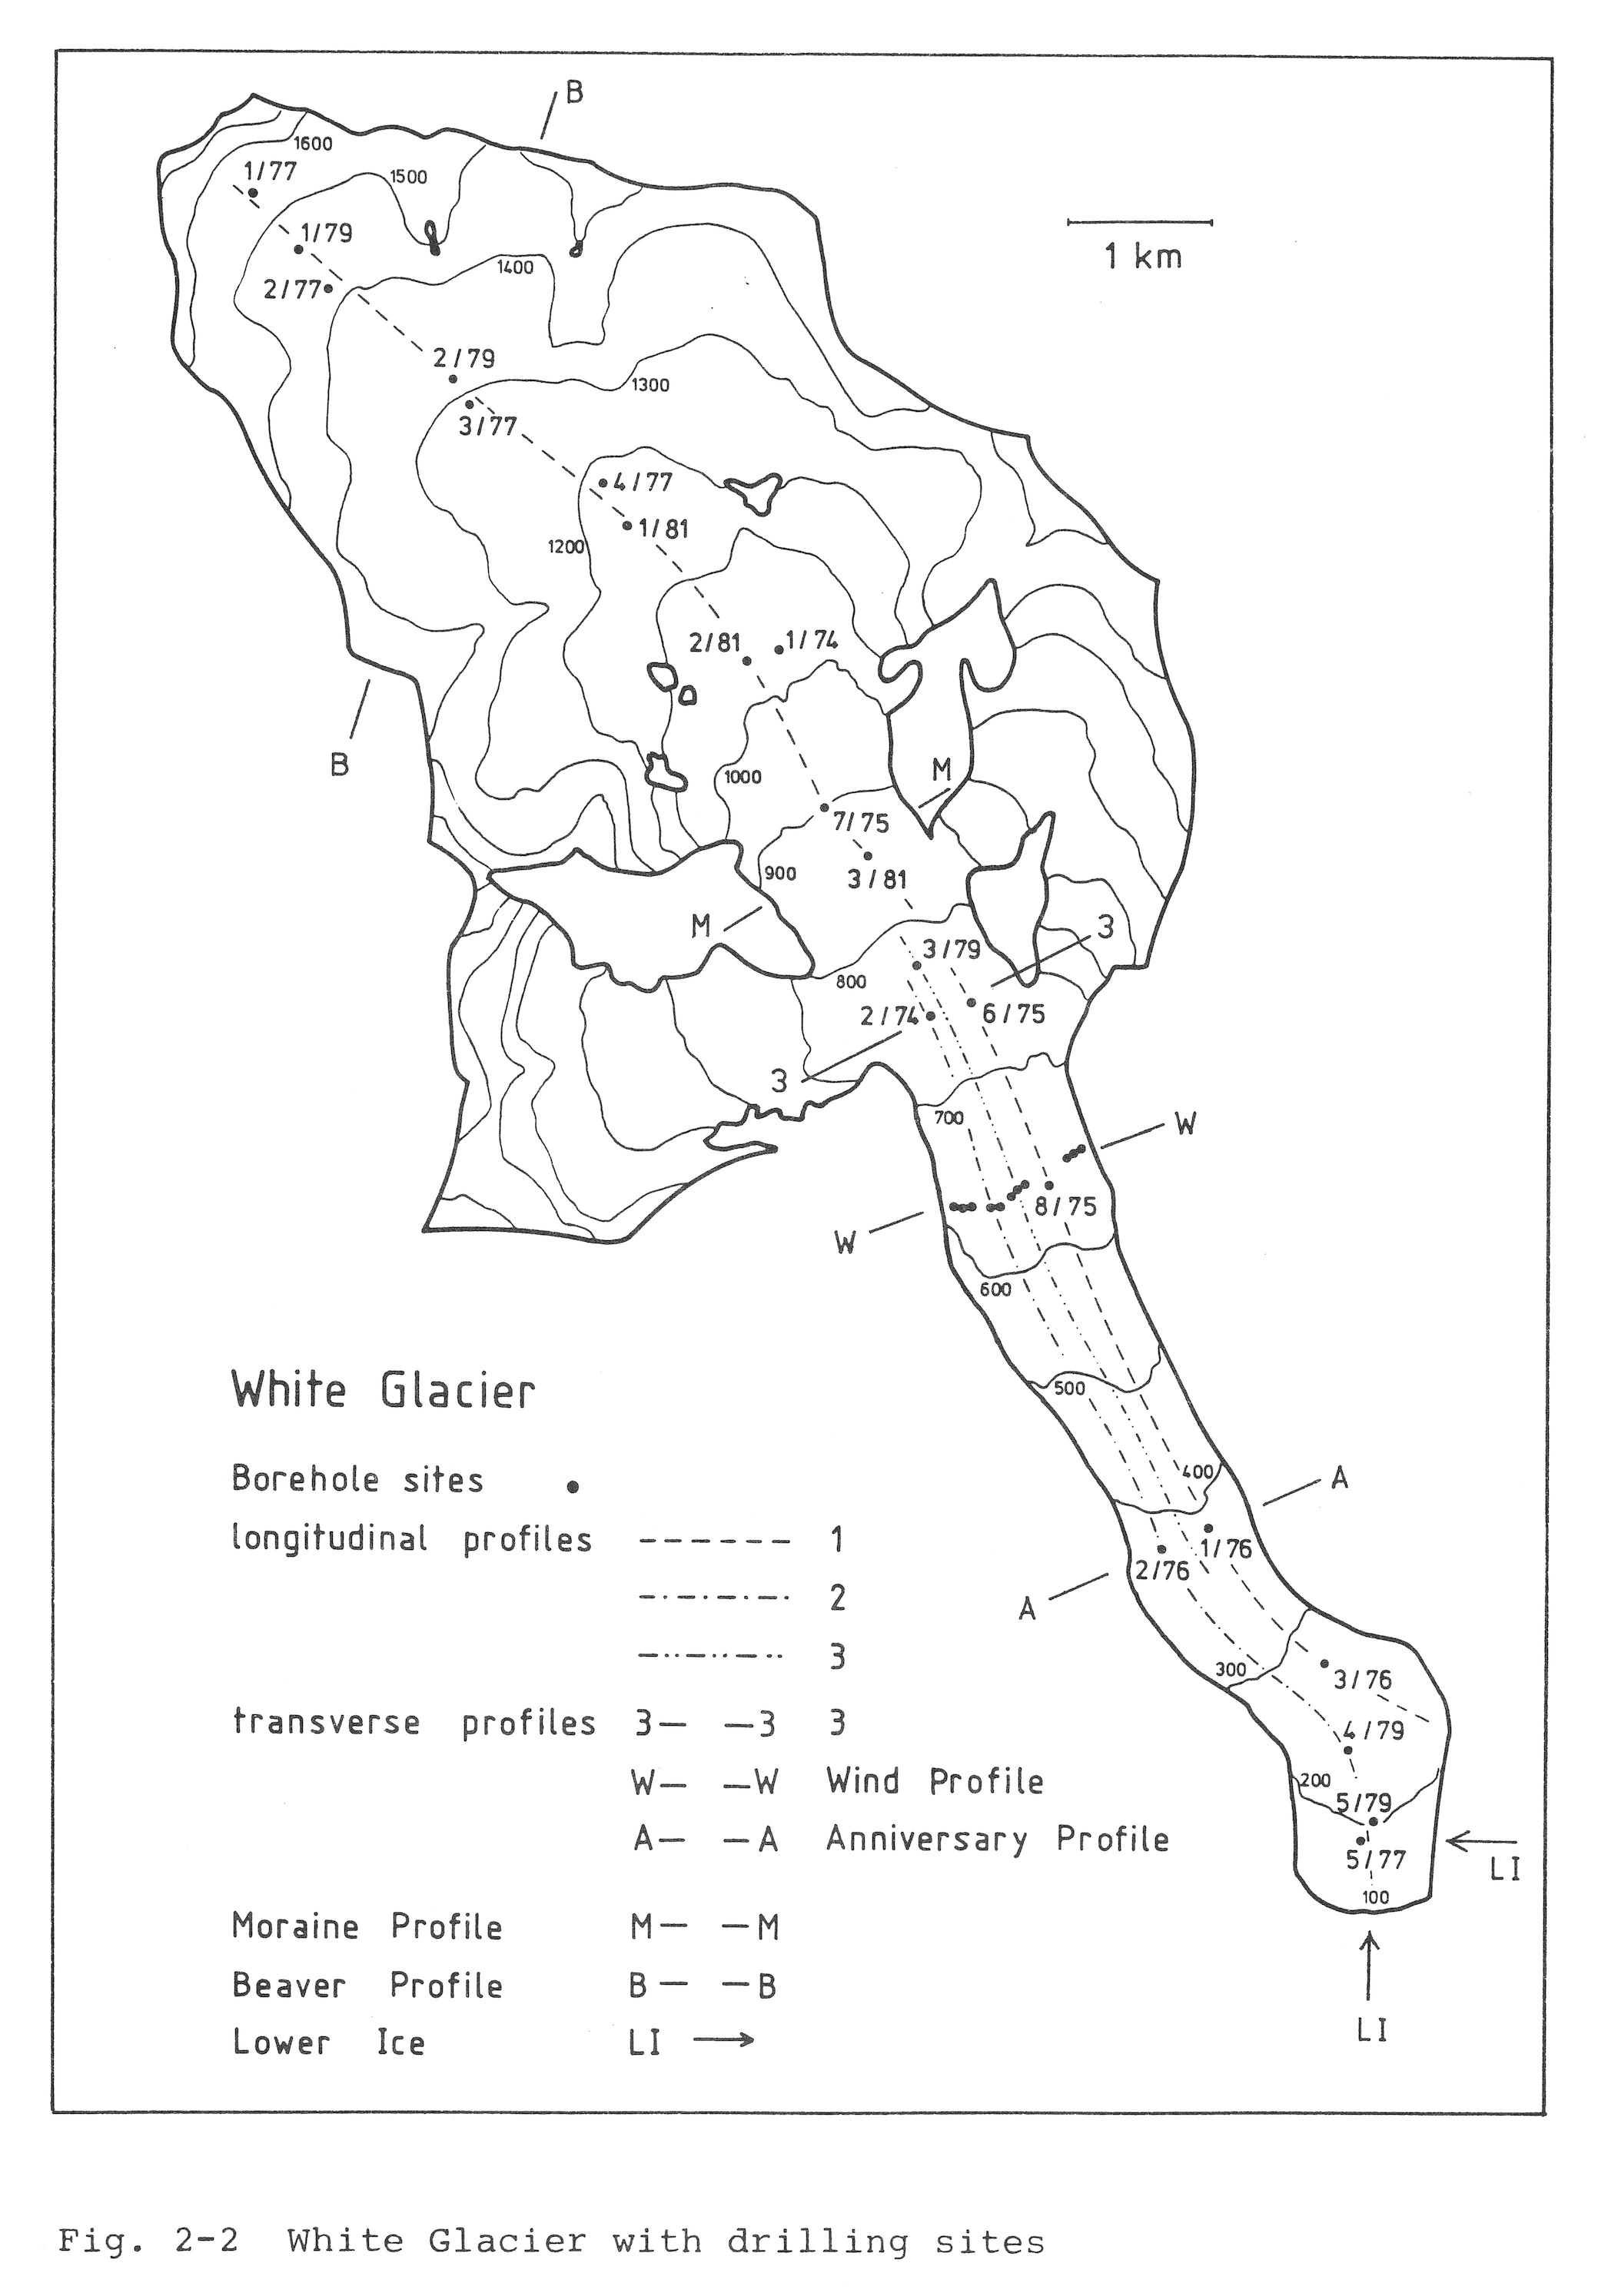 B
1600
1/77
1500
1/79
1 km
1400
2/77
2/79
1300
3/77
4/77
1/81
1200
2/81
1/74
B
M
1000
7/75
900
3/81
M
3
3/79
800
2/74
6/75
3
700
W
8/75
W
600
White Glacier
500
400
Borehole sites
A
longitudinal profiles 1
1/76
2/76
2
A
3
300
3/76
transverse profiles 3— —3 3
4/79
W— —W Wind Profile
200
5/79
A— —A Anniversary Profile
5/77
LI
100
Moraine Profile M— —M
Beaver Profile B— —B
LI
Lower Ice LI →
Fig. 2-2 White Glacier with drilling sites